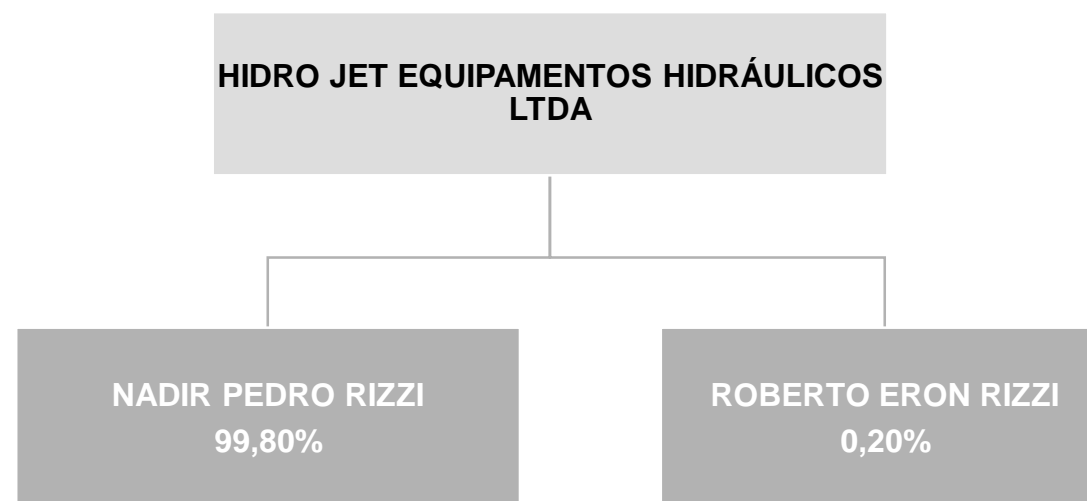 HIDRO JET EQUIPAMENTOS HIDRÁULICOS
LTDA
NADIR PEDRO RIZZI
99,80%
ROBERTO ERON RIZZI
0,20%